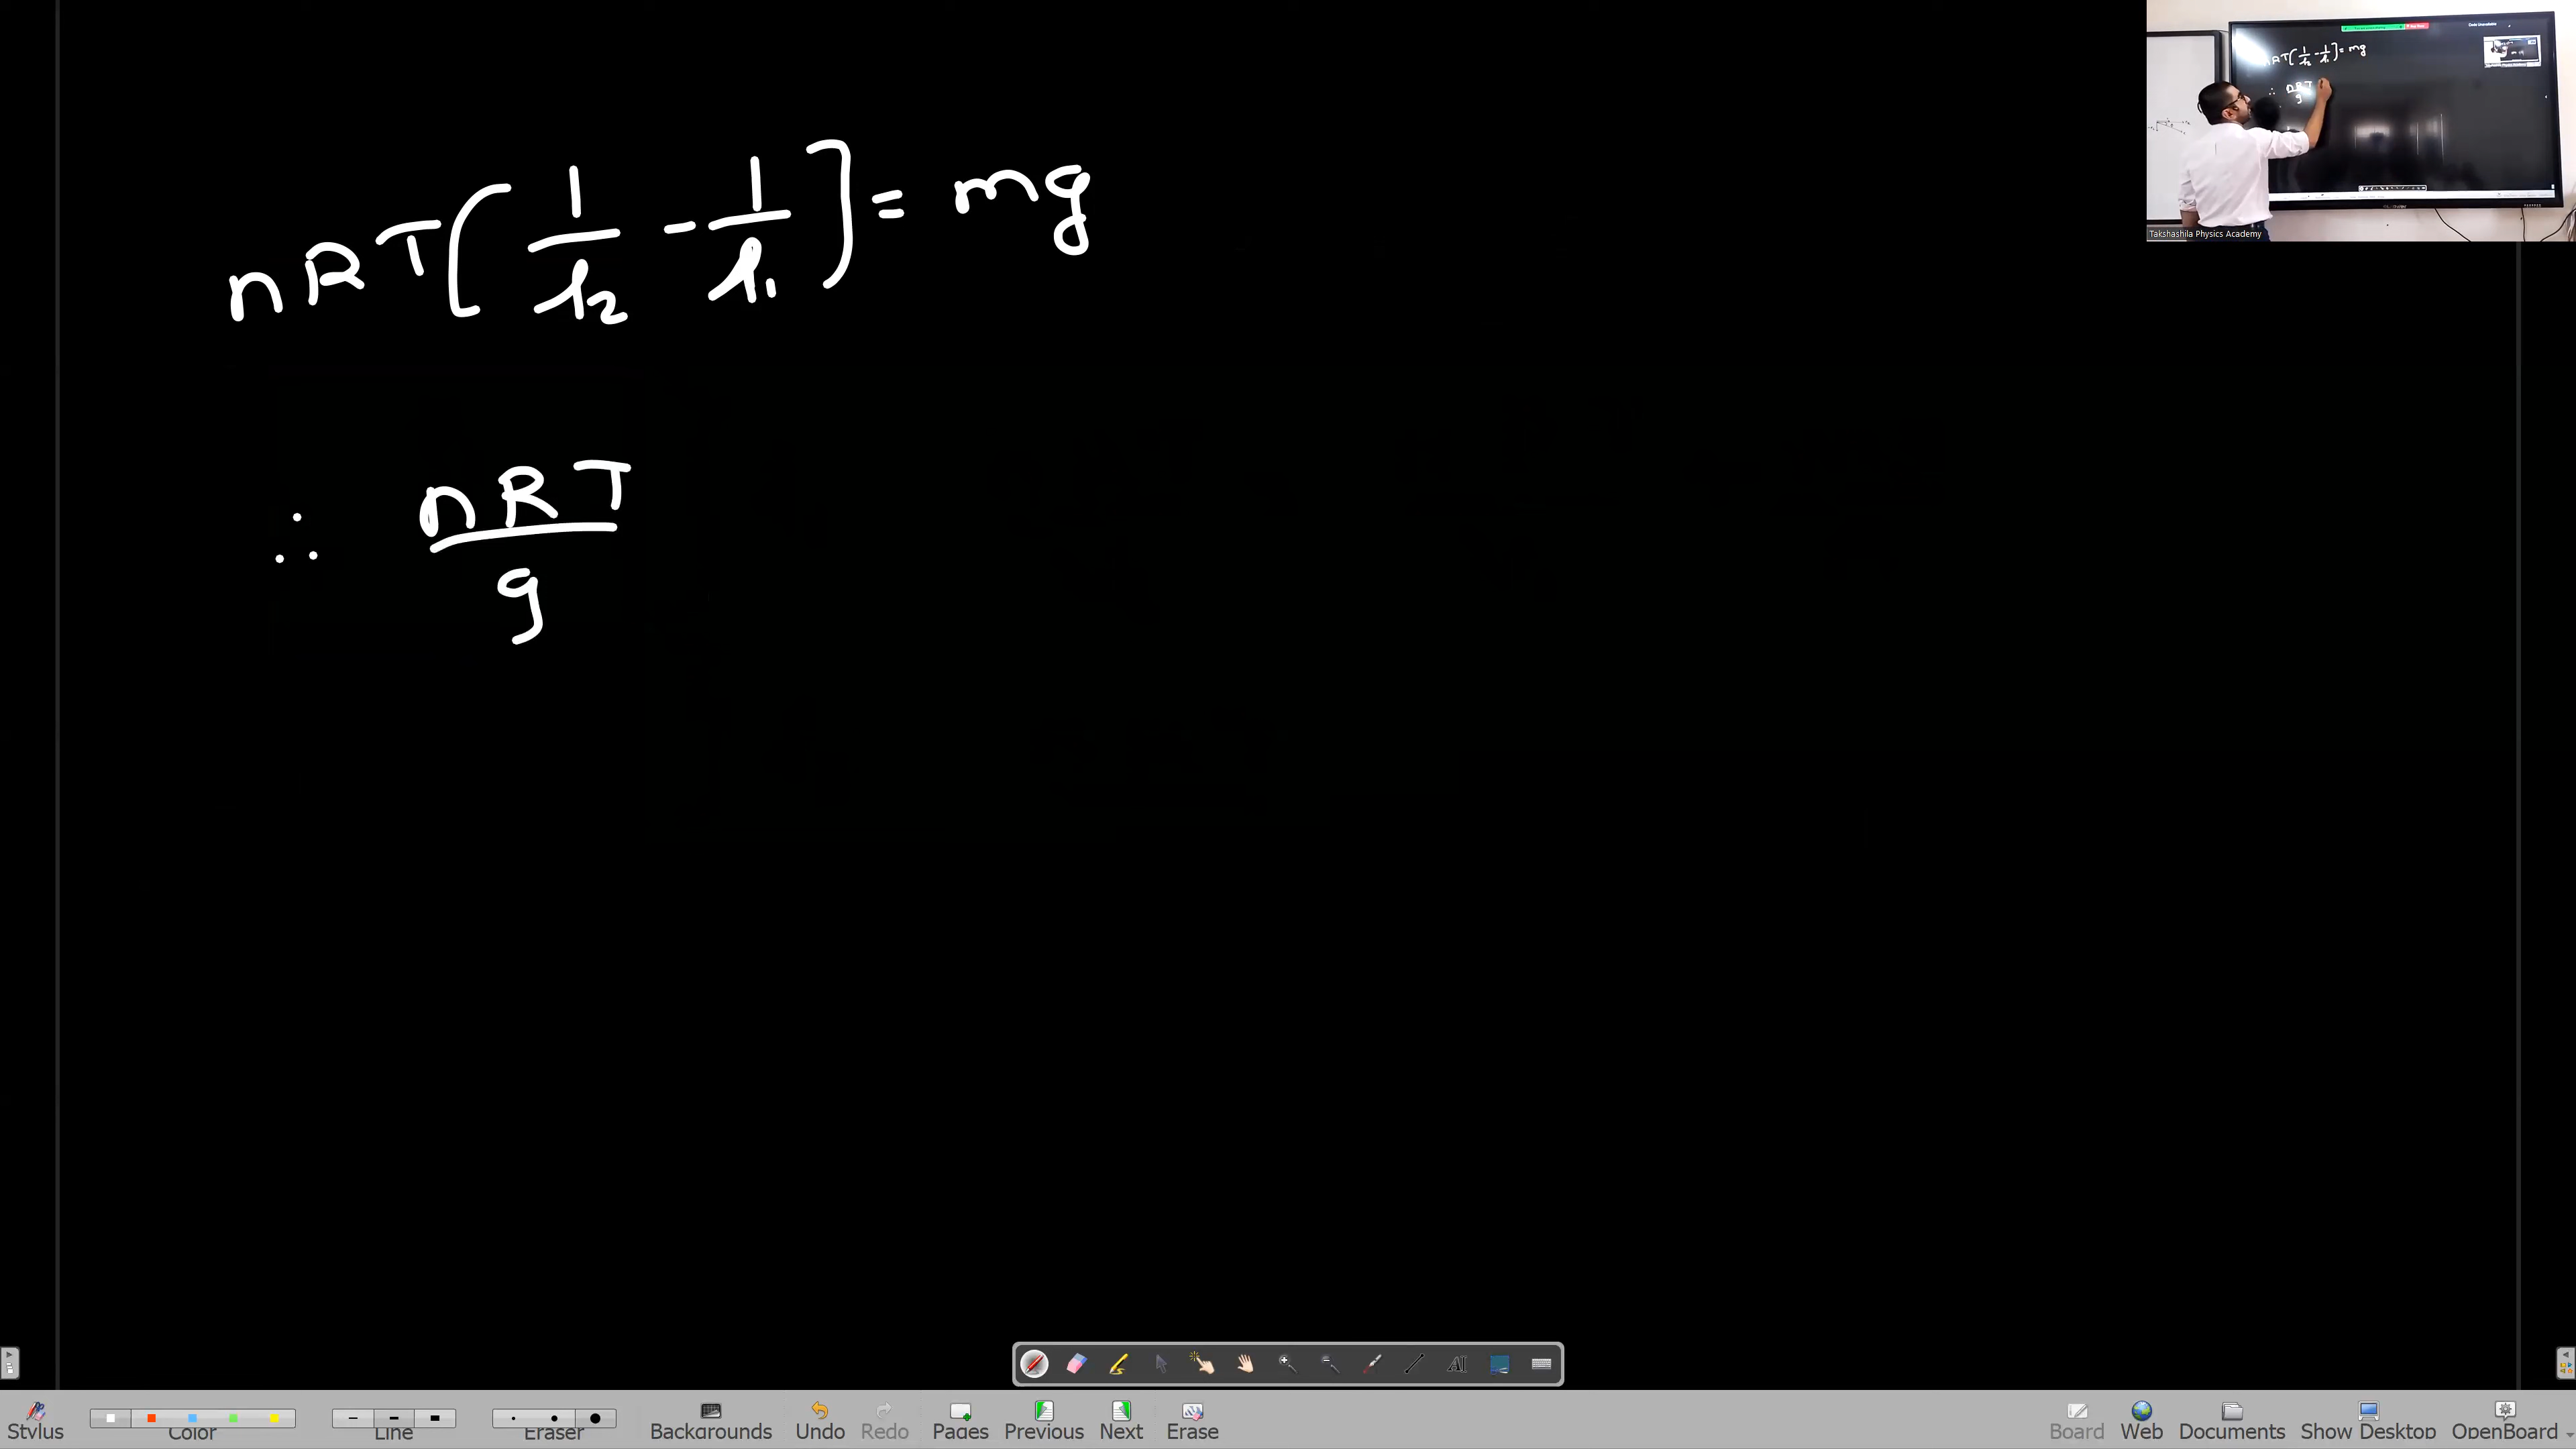 nRT[1/l₂ - 1/l₁] = mg
∴ nRT/g
Takshashila Physics Academy
Stylus Color Line Eraser Backgrounds Undo Redo Pages Previous Next Erase Board Web Documents Show Desktop OpenBoard